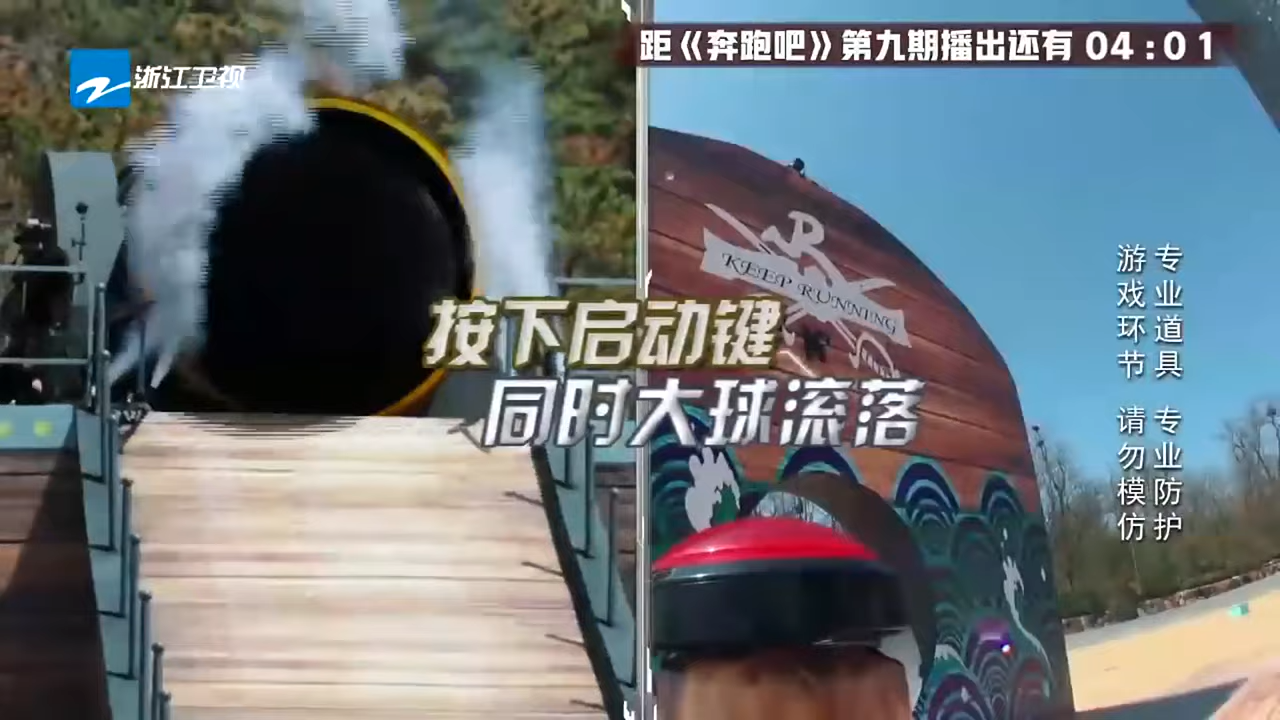 距《奔跑吧》第九期播出还有 04:01
浙江卫视
R
KEEP RUNNING
按下启动键
同时大球滚落
专业道具 专业防护
游戏环节 请勿模仿